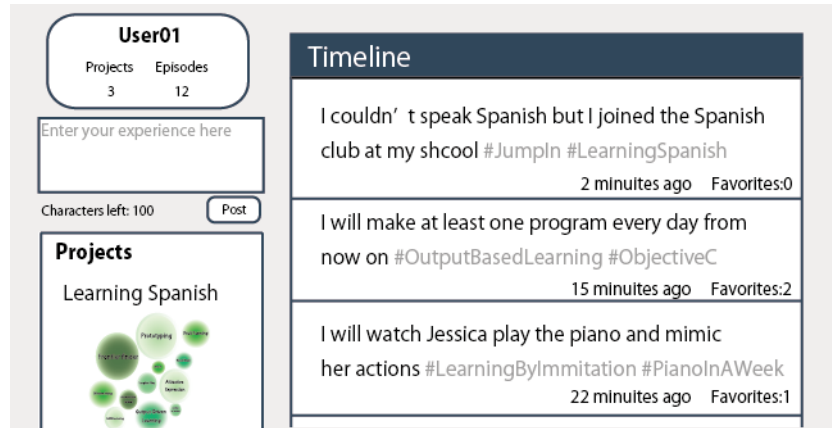 User01
Projects Episodes
3 12
Enter your experience here
Characters left: 100 Post
Projects
Learning Spanish
Prototyping
Timeline
I couldn't speak Spanish but I joined the Spanish
club at my shcool #JumpIn #LearningSpanish
2 minuites ago Favorites:0
I will make at least one program every day from
now on #OutputBasedLearning #ObjectiveC
15 minuites ago Favorites:2
I will watch Jessica play the piano and mimic
her actions #LearningByImmitation #PianoInAWeek
22 minuites ago Favorites:1